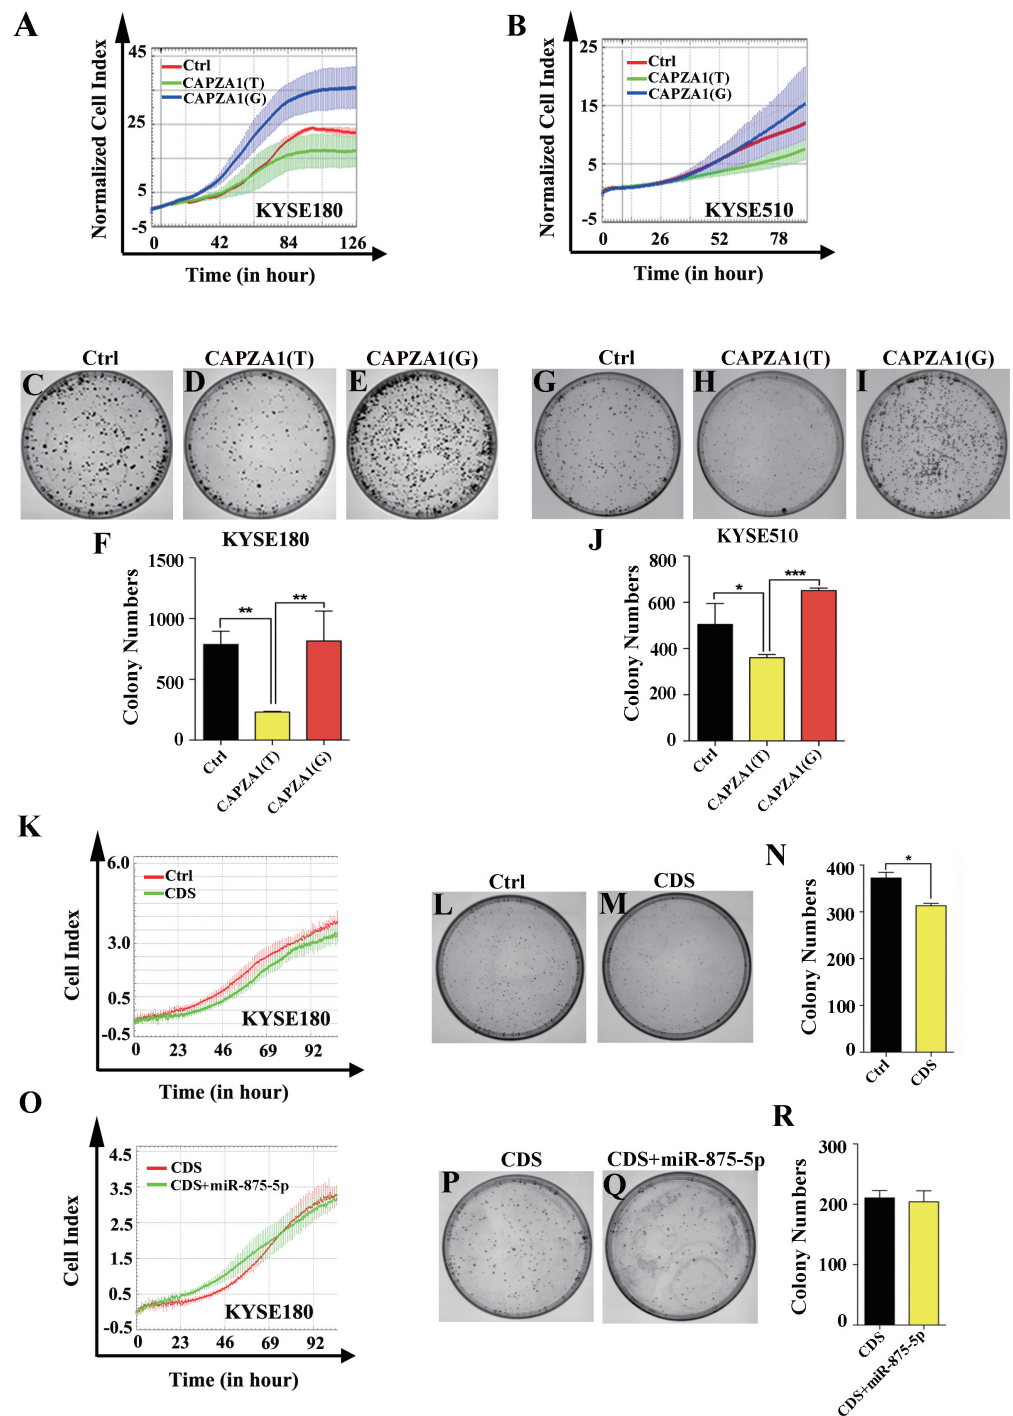 A
B
45
25
5
-5
Ctrl
CAPZA1(T)
CAPZA1(G)
KYSE180
0 42 84 126
Normalized Cell Index
Time (in hour)
25
15
5
-5
Ctrl
CAPZA1(T)
CAPZA1(G)
KYSE510
0 26 52 78
Normalized Cell Index
Time (in hour)
Ctrl CAPZA1(T) CAPZA1(G)
C D E
Ctrl CAPZA1(T) CAPZA1(G)
G H I
F
KYSE180
1500
1000
500
0
** **
Colony Numbers
Ctrl
CAPZA1(T)
CAPZA1(G)
J
KYSE510
800
600
400
200
0
* ***
Colony Numbers
Ctrl
CAPZA1(T)
CAPZA1(G)
K
6.0
3.0
0.5
-0.5
Ctrl
CDS
KYSE180
0 23 46 69 92
Cell Index
Time (in hour)
Ctrl CDS
L M
N
400
300
200
100
0
*
Colony Numbers
Ctrl
CDS
O
4.5
3.5
2.5
1.5
0.5
-0.5
CDS
CDS+miR-875-5p
KYSE180
0 23 46 69 92
Cell Index
Time (in hour)
CDS CDS+miR-875-5p
P Q
R
300
200
100
0
Colony Numbers
CDS
CDS+miR-875-5p